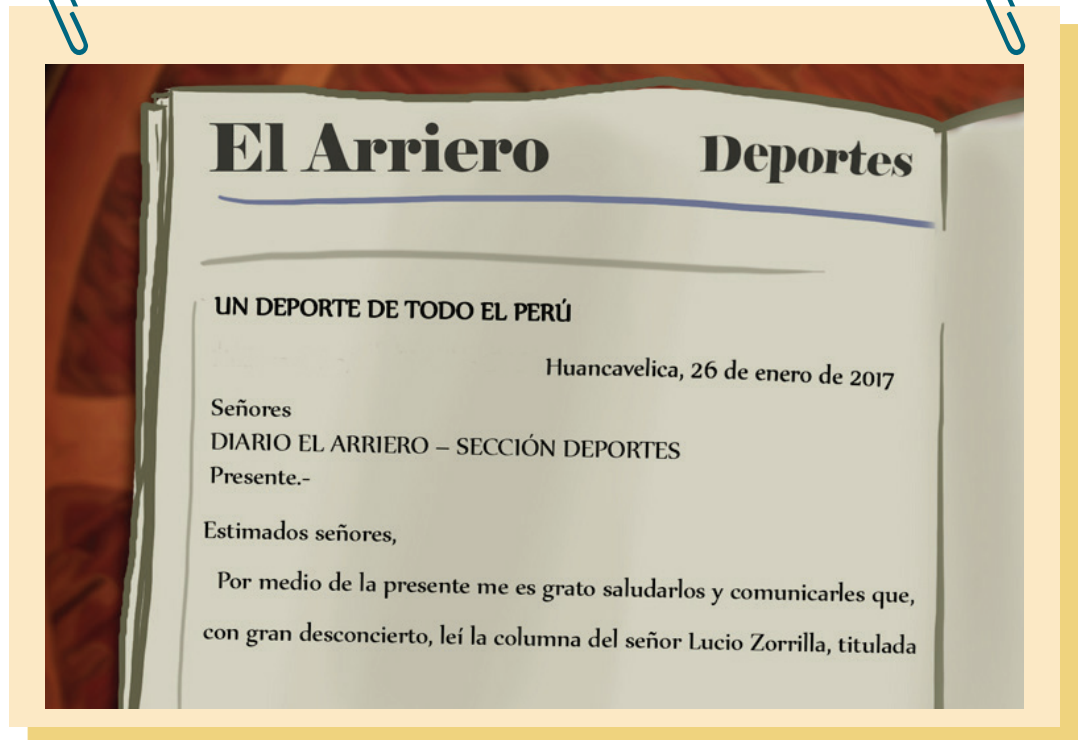 El Arriero Deportes
UN DEPORTE DE TODO EL PERÚ
Huancavelica, 26 de enero de 2017
Señores
DIARIO EL ARRIERO – SECCIÓN DEPORTES
Presente.-
Estimados señores,
Por medio de la presente me es grato saludarlos y comunicarles que,
con gran desconcierto, leí la columna del señor Lucio Zorrilla, titulada